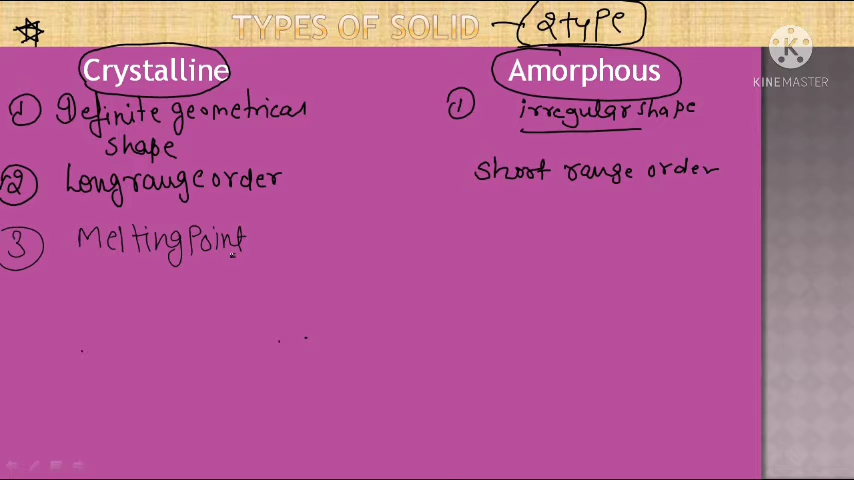 TYPES OF SOLID — 2 type
Crystalline
Amorphous
① Definite geometrical
shape
② Long range order
③ Melting Point
① irregular shape
Short range order
K
KINEMASTER